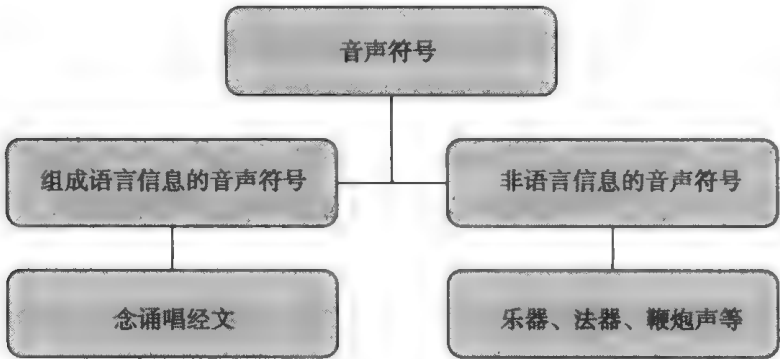 音声符号
组成语言信息的音声符号
非语言信息的音声符号
念诵唱经文
乐器、法器、鞭炮声等